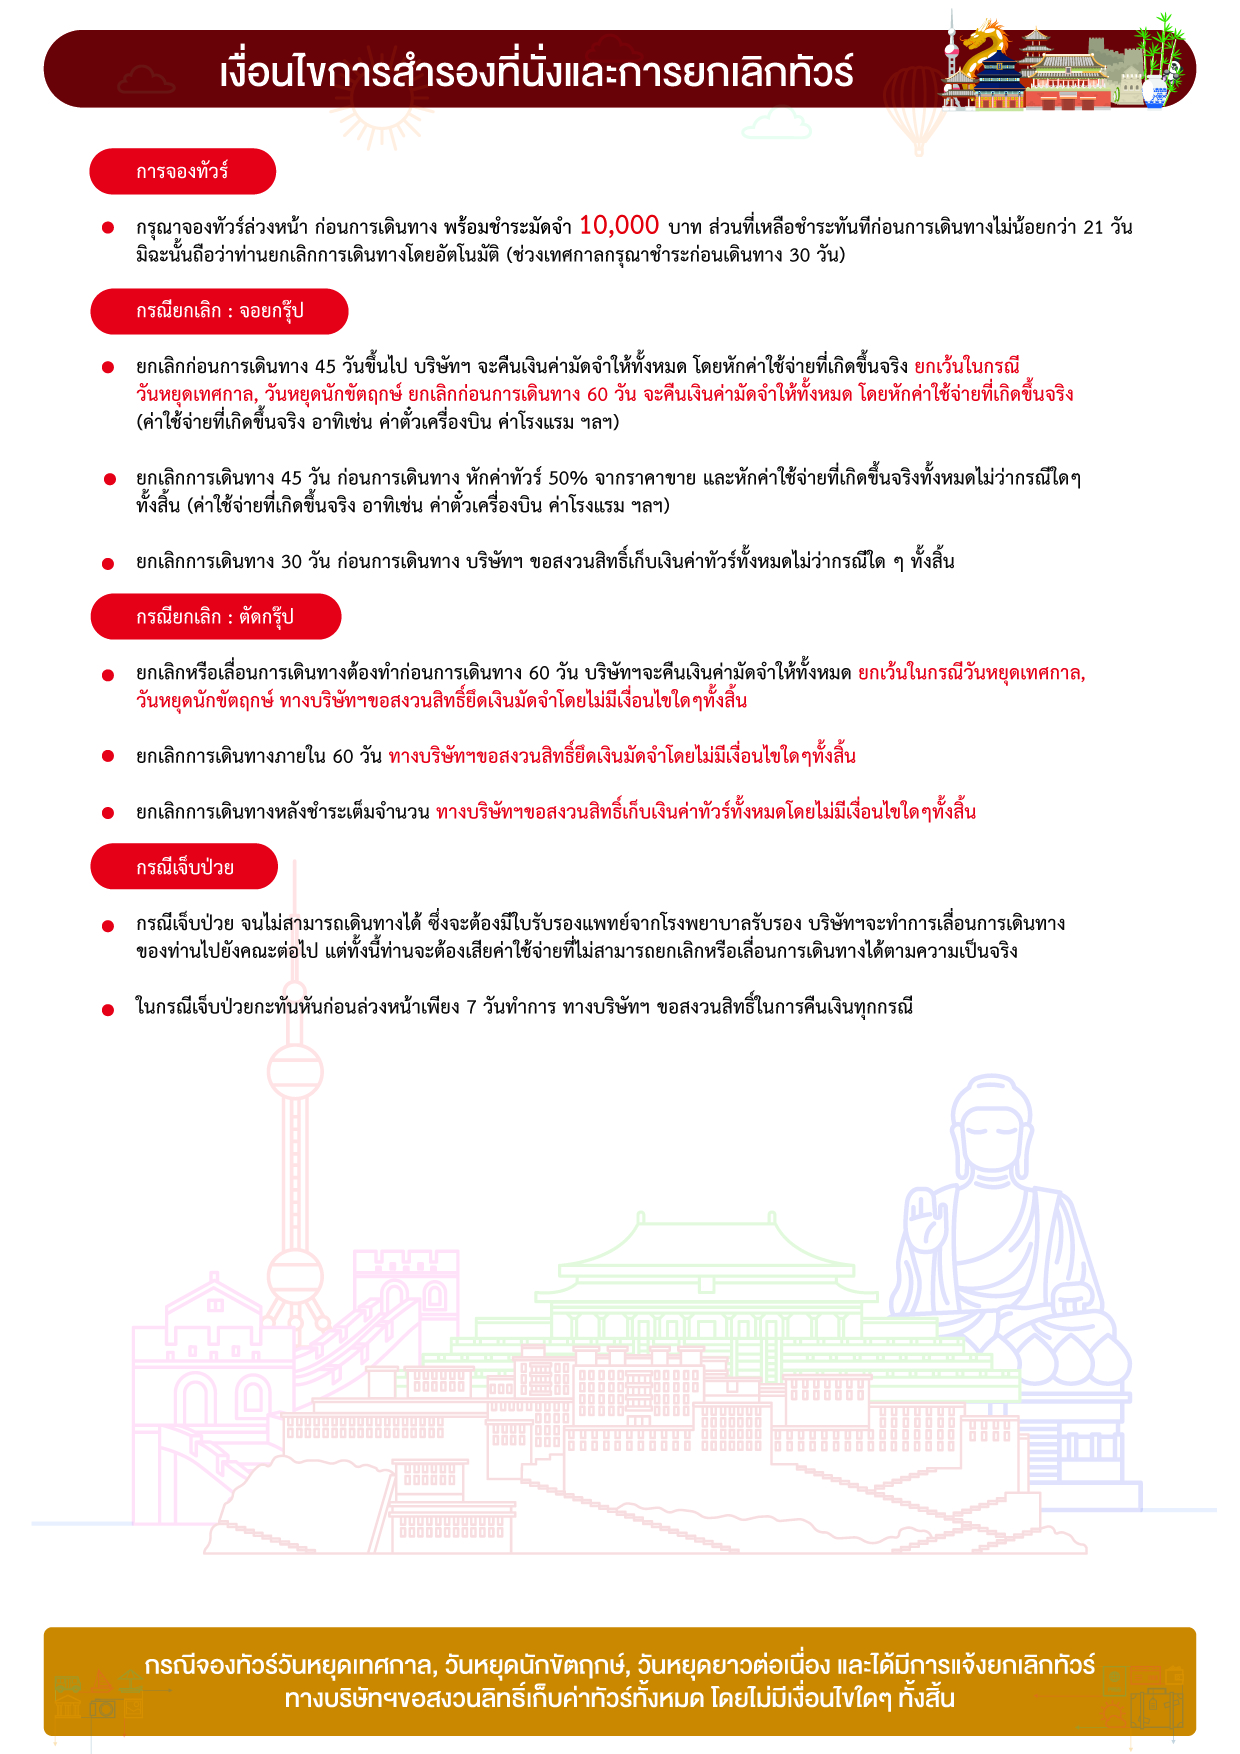 เงื่อนไขการสำรองที่นั่งและการยกเลิกทัวร์
การจองทัวร์
กรุณาจองทัวร์ล่วงหน้า ก่อนการเดินทาง พร้อมชำระมัดจำ 10,000 บาท ส่วนที่เหลือชำระทันทีก่อนการเดินทางไม่น้อยกว่า 21 วัน
มิฉะนั้นถือว่าท่านยกเลิกการเดินทางโดยอัตโนมัติ (ช่วงเทศกาลกรุณาชำระก่อนเดินทาง 30 วัน)
กรณียกเลิก : จอยกรุ๊ป
ยกเลิกก่อนการเดินทาง 45 วันขึ้นไป บริษัทฯ จะคืนเงินค่ามัดจำให้ทั้งหมด โดยหักค่าใช้จ่ายที่เกิดขึ้นจริง ยกเว้นในกรณี
วันหยุดเทศกาล, วันหยุดนักขัตฤกษ์ ยกเลิกก่อนการเดินทาง 60 วัน จะคืนเงินค่ามัดจำให้ทั้งหมด โดยหักค่าใช้จ่ายที่เกิดขึ้นจริง
(ค่าใช้จ่ายที่เกิดขึ้นจริง อาทิเช่น ค่าตั๋วเครื่องบิน ค่าโรงแรม ฯลฯ)
ยกเลิกการเดินทาง 45 วัน ก่อนการเดินทาง หักค่าทัวร์ 50% จากราคาขาย และหักค่าใช้จ่ายที่เกิดขึ้นจริงทั้งหมดไม่ว่ากรณีใดๆ
ทั้งสิ้น (ค่าใช้จ่ายที่เกิดขึ้นจริง อาทิเช่น ค่าตั๋วเครื่องบิน ค่าโรงแรม ฯลฯ)
ยกเลิกการเดินทาง 30 วัน ก่อนการเดินทาง บริษัทฯ ขอสงวนสิทธิ์เก็บเงินค่าทัวร์ทั้งหมดไม่ว่ากรณีใด ๆ ทั้งสิ้น
กรณียกเลิก : ตัดกรุ๊ป
ยกเลิกหรือเลื่อนการเดินทางต้องทำก่อนการเดินทาง 60 วัน บริษัทฯจะคืนเงินค่ามัดจำให้ทั้งหมด ยกเว้นในกรณีวันหยุดเทศกาล,
วันหยุดนักขัตฤกษ์ ทางบริษัทฯขอสงวนสิทธิ์ยึดเงินมัดจำโดยไม่มีเงื่อนไขใดๆทั้งสิ้น
ยกเลิกการเดินทางภายใน 60 วัน ทางบริษัทฯขอสงวนสิทธิ์ยึดเงินมัดจำโดยไม่มีเงื่อนไขใดๆทั้งสิ้น
ยกเลิกการเดินทางหลังชำระเต็มจำนวน ทางบริษัทฯขอสงวนสิทธิ์เก็บเงินค่าทัวร์ทั้งหมดโดยไม่มีเงื่อนไขใดๆทั้งสิ้น
กรณีเจ็บป่วย
กรณีเจ็บป่วย จนไม่สามารถเดินทางได้ ซึ่งจะต้องมีใบรับรองแพทย์จากโรงพยาบาลรับรอง บริษัทฯจะทำการเลื่อนการเดินทาง
ของท่านไปยังคณะต่อไป แต่ทั้งนี้ท่านจะต้องเสียค่าใช้จ่ายที่ไม่สามารถยกเลิกหรือเลื่อนการเดินทางได้ตามความเป็นจริง
ในกรณีเจ็บป่วยกะทันหันก่อนล่วงหน้าเพียง 7 วันทำการ ทางบริษัทฯ ขอสงวนสิทธิ์ในการคืนเงินทุกกรณี
กรณีจองทัวร์วันหยุดเทศกาล, วันหยุดนักขัตฤกษ์, วันหยุดยาวต่อเนื่อง และได้มีการแจ้งยกเลิกทัวร์
ทางบริษัทฯขอสงวนลิทธิ์เก็บค่าทัวร์ทั้งหมด โดยไม่มีเงื่อนไขใดๆ ทั้งสิ้น